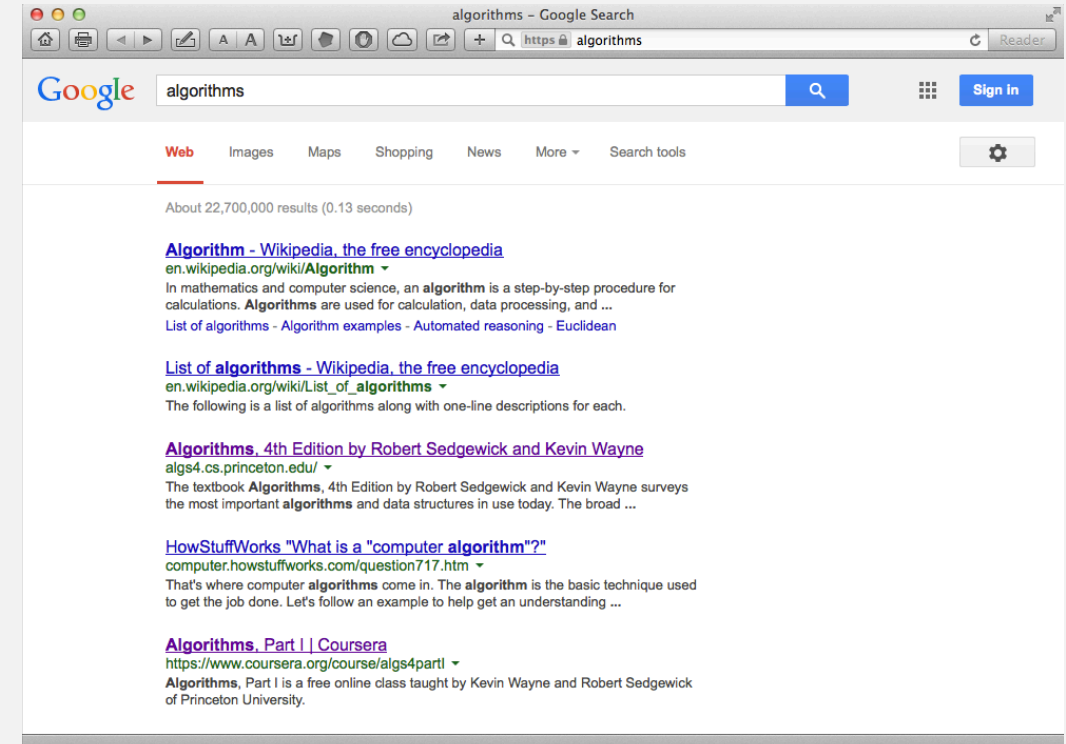 algorithms – Google Search
A A + https algorithms Reader
Google algorithms Sign in
Web Images Maps Shopping News More Search tools
About 22,700,000 results (0.13 seconds)
Algorithm - Wikipedia, the free encyclopedia
en.wikipedia.org/wiki/Algorithm
In mathematics and computer science, an algorithm is a step-by-step procedure for
calculations. Algorithms are used for calculation, data processing, and ...
List of algorithms - Algorithm examples - Automated reasoning - Euclidean
List of algorithms - Wikipedia, the free encyclopedia
en.wikipedia.org/wiki/List_of_algorithms
The following is a list of algorithms along with one-line descriptions for each.
Algorithms, 4th Edition by Robert Sedgewick and Kevin Wayne
algs4.cs.princeton.edu/
The textbook Algorithms, 4th Edition by Robert Sedgewick and Kevin Wayne surveys
the most important algorithms and data structures in use today. The broad ...
HowStuffWorks "What is a "computer algorithm"?"
computer.howstuffworks.com/question717.htm
That's where computer algorithms come in. The algorithm is the basic technique used
to get the job done. Let's follow an example to help get an understanding ...
Algorithms, Part I | Coursera
https://www.coursera.org/course/algs4partI
Algorithms, Part I is a free online class taught by Kevin Wayne and Robert Sedgewick
of Princeton University.